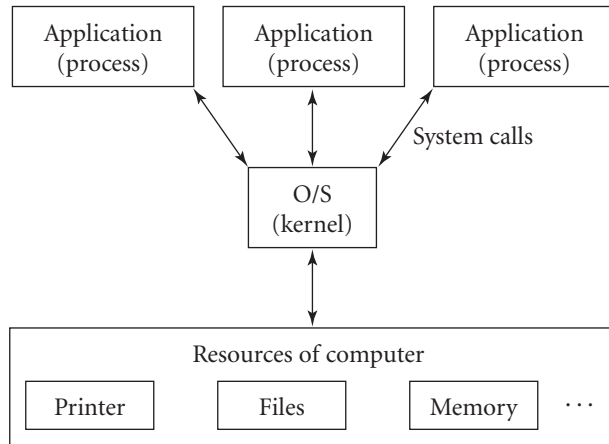 Application
(process)
Application
(process)
Application
(process)
System calls
O/S
(kernel)
Resources of computer
Printer
Files
Memory
...